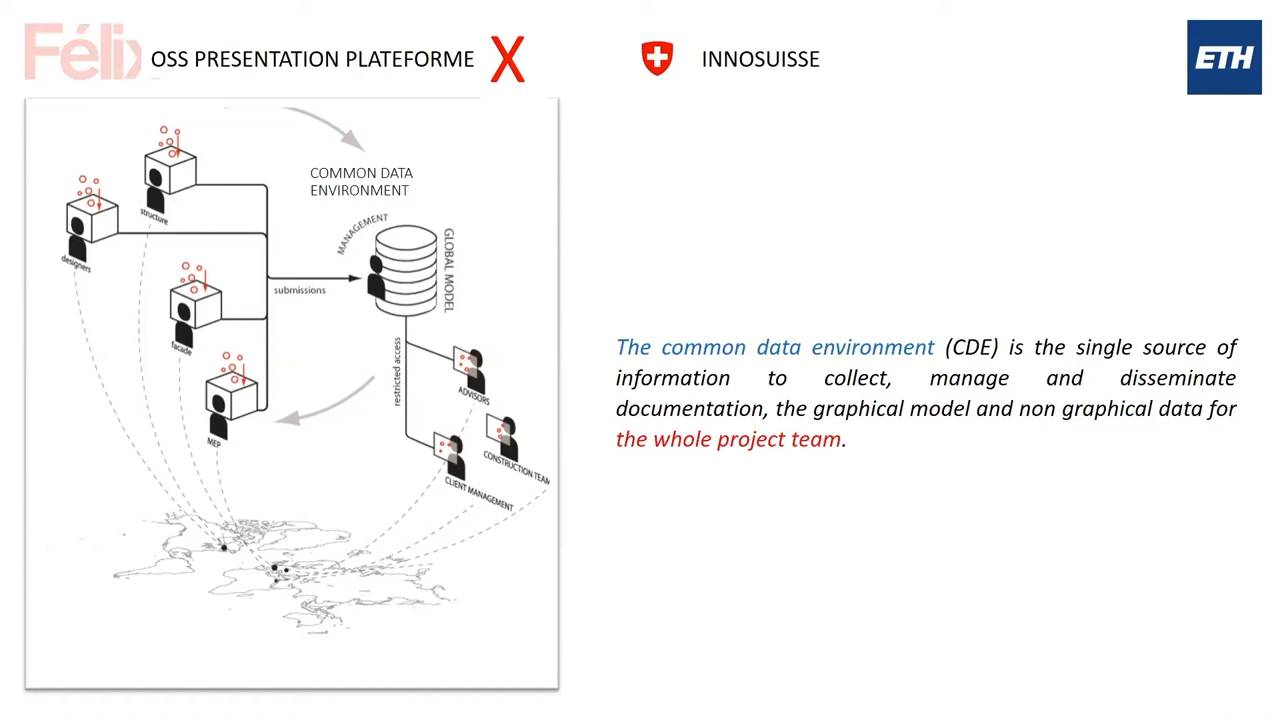 Félix
OSS PRESENTATION PLATEFORME X
INNOSUISSE
ETH
COMMON DATA
ENVIRONMENT
structure
designers
MANAGEMENT
GLOBAL MODEL
submissions
facade
restricted access
ADVISORS
MEP
CONSTRUCTION TEAM
CLIENT MANAGEMENT
The common data environment (CDE) is the single source of
information to collect, manage and disseminate
documentation, the graphical model and non graphical data for
the whole project team.